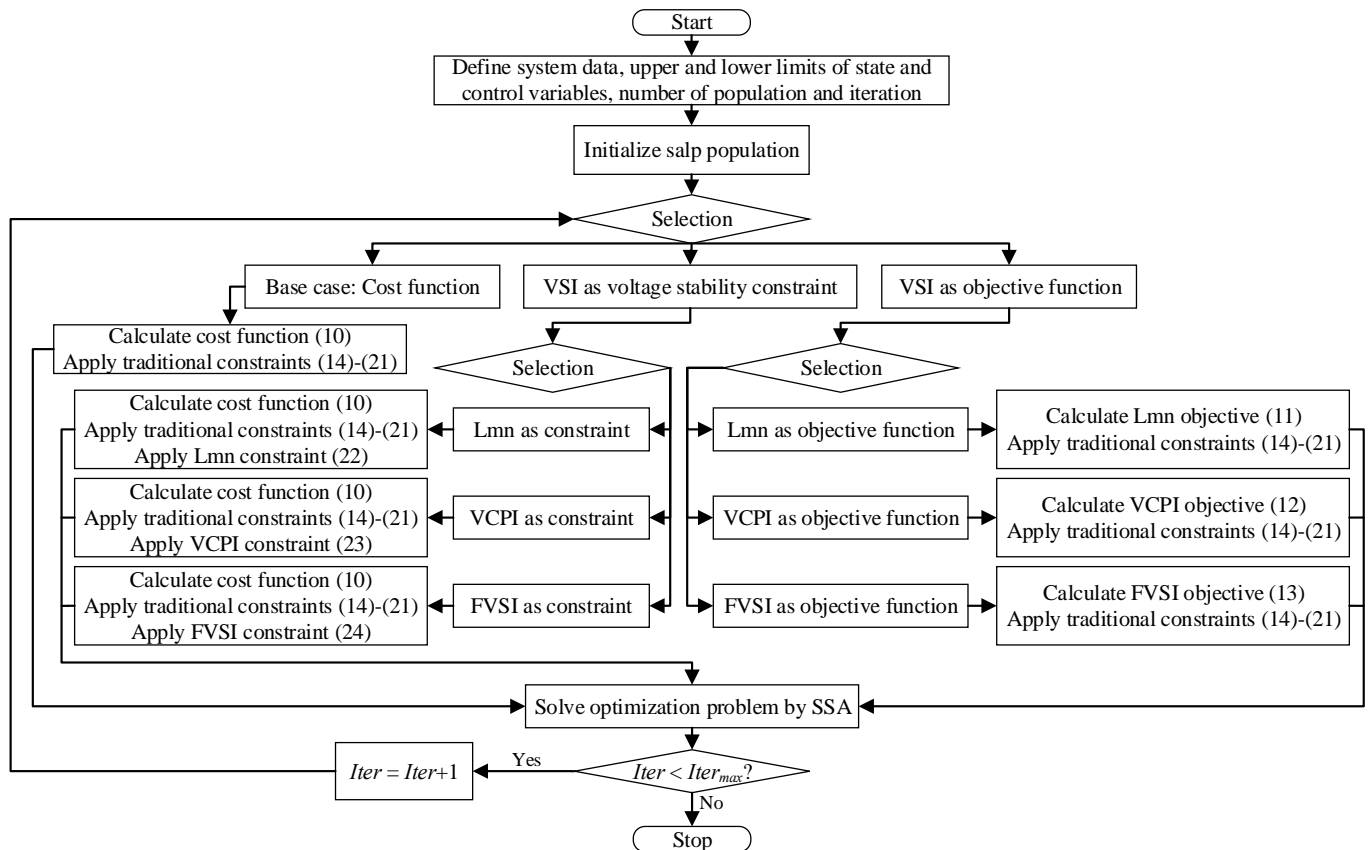 Start
Define system data, upper and lower limits of state and
control variables, number of population and iteration
Initialize salp population
Selection
Base case: Cost function
VSI as voltage stability constraint
VSI as objective function
Calculate cost function (10)
Apply traditional constraints (14)-(21)
Selection
Selection
Calculate cost function (10)
Apply traditional constraints (14)-(21)
Apply Lmn constraint (22)
Lmn as constraint
Lmn as objective function
Calculate Lmn objective (11)
Apply traditional constraints (14)-(21)
Calculate cost function (10)
Apply traditional constraints (14)-(21)
Apply VCPI constraint (23)
VCPI as constraint
VCPI as objective function
Calculate VCPI objective (12)
Apply traditional constraints (14)-(21)
Calculate cost function (10)
Apply traditional constraints (14)-(21)
Apply FVSI constraint (24)
FVSI as constraint
FVSI as objective function
Calculate FVSI objective (13)
Apply traditional constraints (14)-(21)
Solve optimization problem by SSA
Iter = Iter+1
Yes
Iter < Itermax?
No
Stop